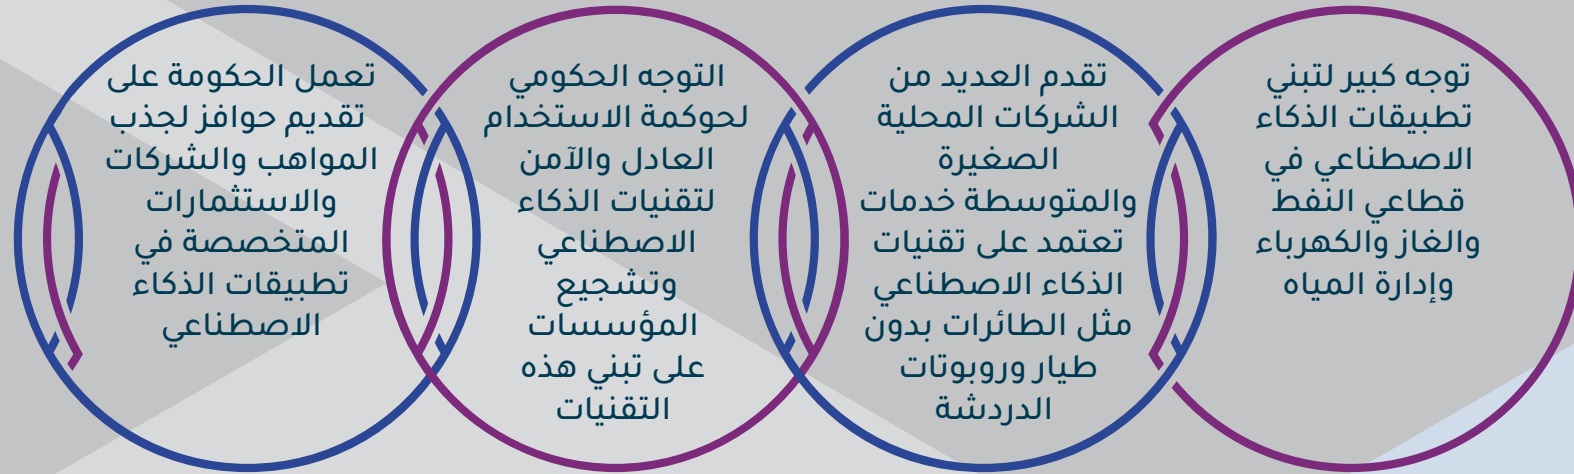 توجه كبير لتبني
تطبيقات الذكاء
الاصطناعي في
قطاعي النفط
والغاز والكهرباء
وإدارة المياه
تقدم العديد من
الشركات المحلية
الصغيرة
والمتوسطة خدمات
تعتمد على تقنيات
الذكاء الاصطناعي
مثل الطائرات بدون
طيار وروبوتات
الدردشة
التوجه الحكومي
لحوكمة الاستخدام
العادل والآمن
لتقنيات الذكاء
الاصطناعي
وتشجيع
المؤسسات
على تبني هذه
التقنيات
تعمل الحكومة على
تقديم حوافز لجذب
المواهب والشركات
والاستثمارات
المتخصصة في
تطبيقات الذكاء
الاصطناعي